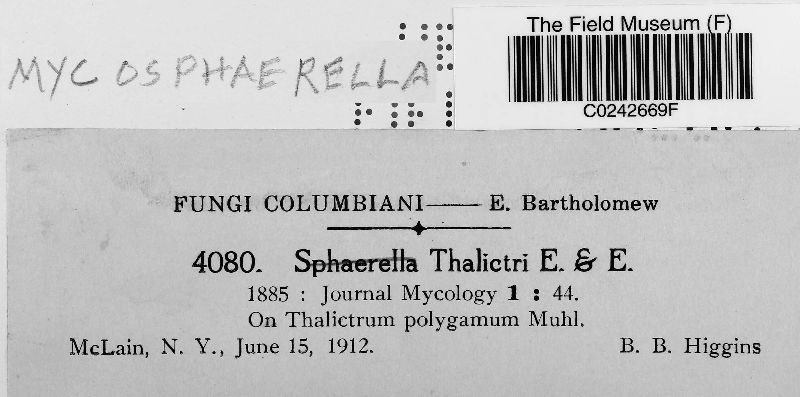 The Field Museum (F)
MYCOSPHAERELLA
C0242669F
FUNGI COLUMBIANI—— E. Bartholomew
4080. Sphaerella Thalictri E. & E.
1885 : Journal Mycology 1 : 44.
On Thalictrum polygamum Muhl.
McLain, N. Y., June 15, 1912. B. B. Higgins